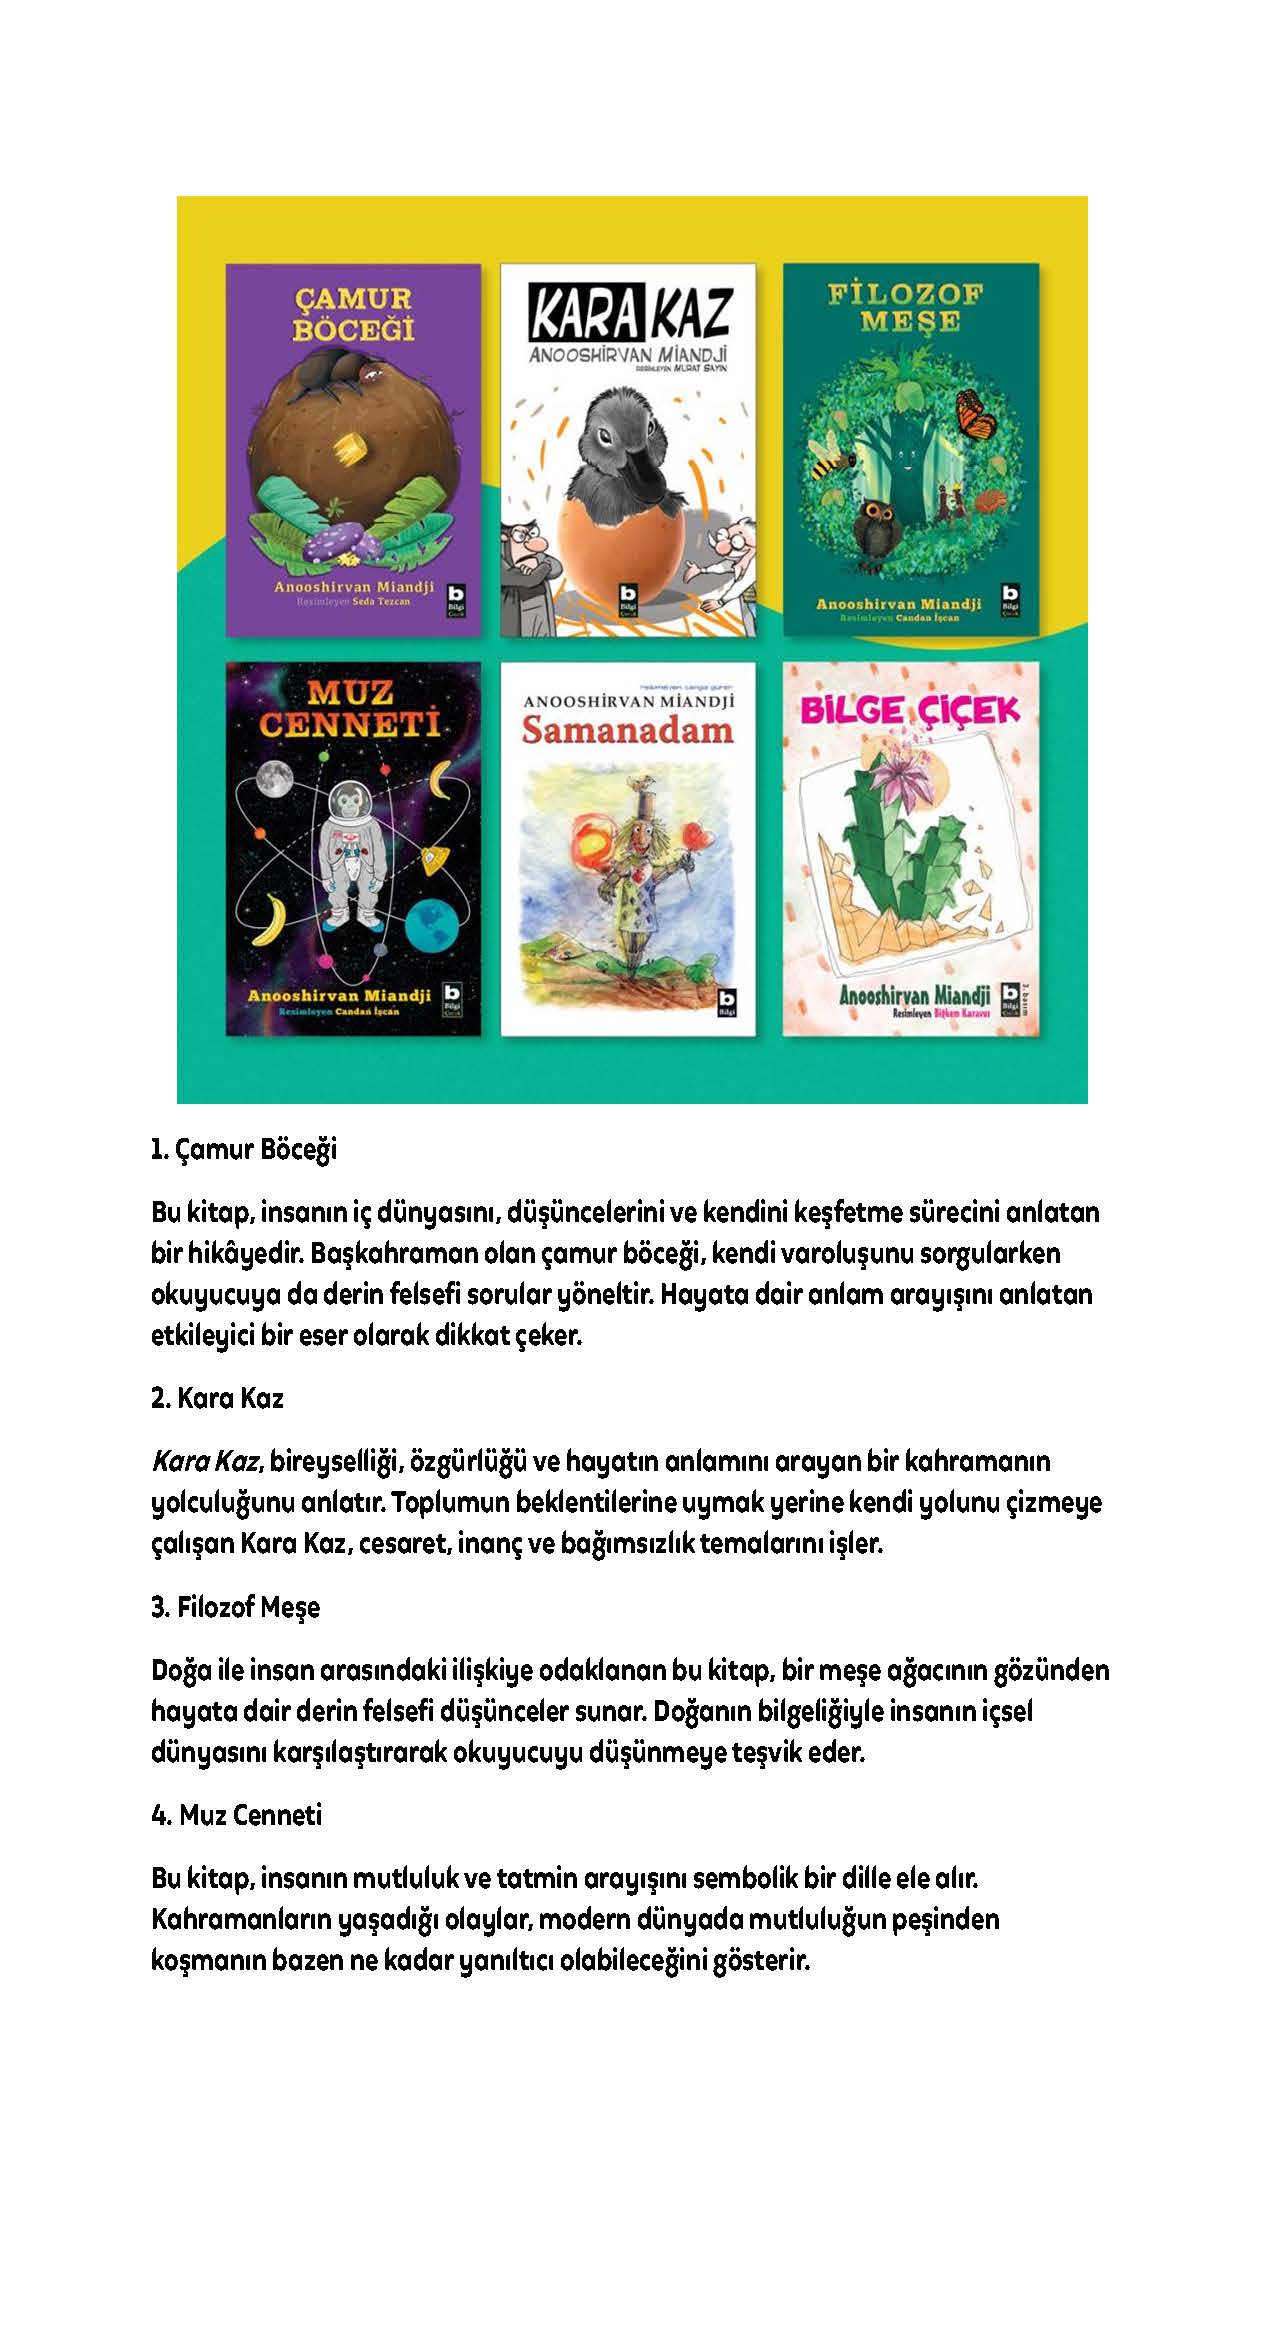 ÇAMUR
BÖCEĞİ
Anooshirvan Miandji
Resimleyen Seda Tezcan
b
Bilgi
Çocuk
KARA KAZ
ANOOSHİRVAN MİANDJİ
RESİMLEYEN MURAT SAYIN
b
Bilgi
Çocuk
FİLOZOF
MEŞE
Anooshirvan Miandji
Resimleyen Candan İşcan
b
Bilgi
Çocuk
MUZ
CENNETİ
Anooshirvan Miandji
Resimleyen Candan İşcan
b
Bilgi
Çocuk
ANOOSHİRVAN MİANDJİ
Samanadam
b
Bilgi
BİLGE ÇİÇEK
Anooshirvan Miandji
Resimleyen Bitkem Karavus
b
Bilgi
Çocuk
3. basım
1. Çamur Böceği
Bu kitap, insanın iç dünyasını, düşüncelerini ve kendini keşfetme sürecini anlatan
bir hikâyedir. Başkahraman olan çamur böceği, kendi varoluşunu sorgularken
okuyucuya da derin felsefi sorular yöneltir. Hayata dair anlam arayışını anlatan
etkileyici bir eser olarak dikkat çeker.
2. Kara Kaz
Kara Kaz, bireyselliği, özgürlüğü ve hayatın anlamını arayan bir kahramanın
yolculuğunu anlatır. Toplumun beklentilerine uymak yerine kendi yolunu çizmeye
çalışan Kara Kaz, cesaret, inanç ve bağımsızlık temalarını işler.
3. Filozof Meşe
Doğa ile insan arasındaki ilişkiye odaklanan bu kitap, bir meşe ağacının gözünden
hayata dair derin felsefi düşünceler sunar. Doğanın bilgeliğiyle insanın içsel
dünyasını karşılaştırarak okuyucuyu düşünmeye teşvik eder.
4. Muz Cenneti
Bu kitap, insanın mutluluk ve tatmin arayışını sembolik bir dille ele alır.
Kahramanların yaşadığı olaylar, modern dünyada mutluluğun peşinden
koşmanın bazen ne kadar yanıltıcı olabileceğini gösterir.